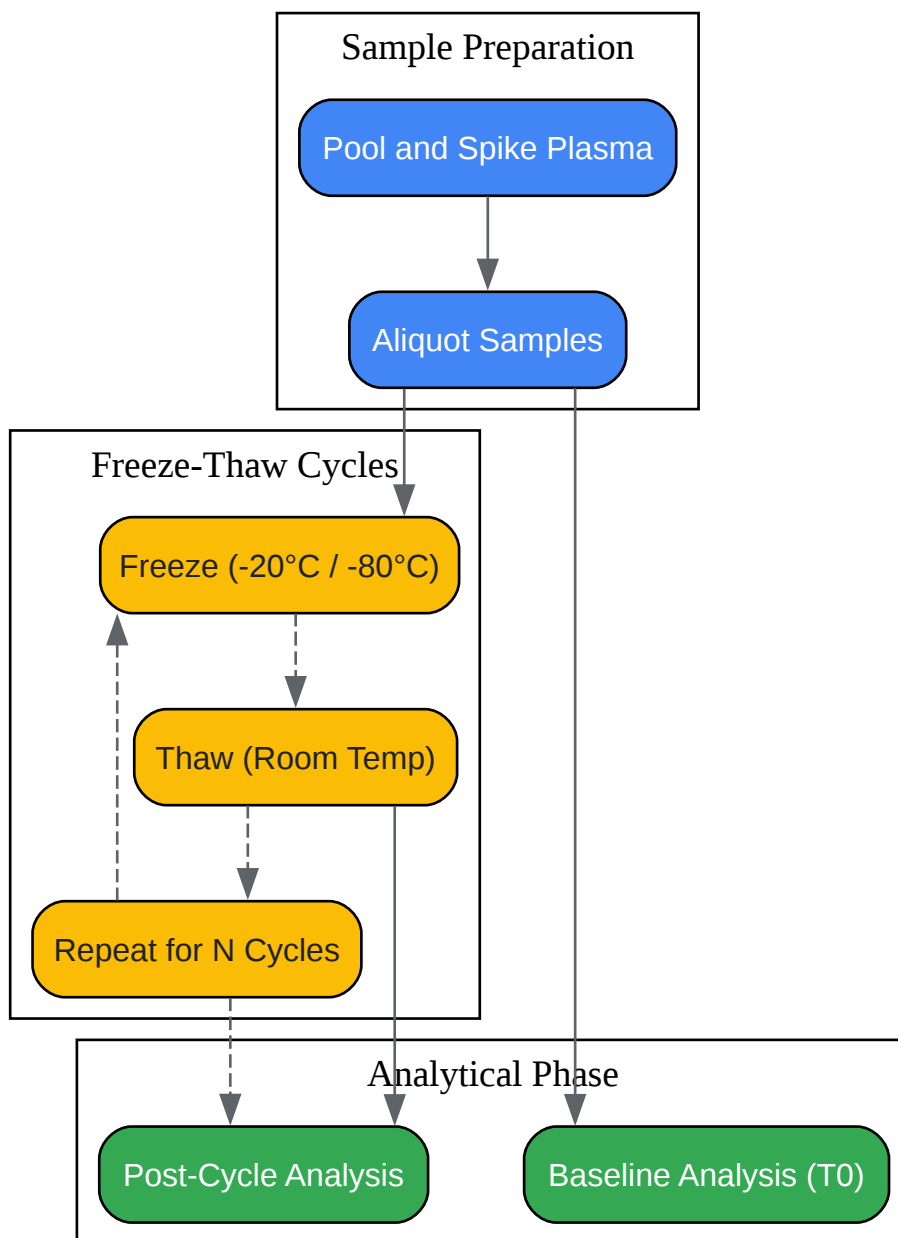 Sample Preparation
Pool and Spike Plasma
Aliquot Samples
Freeze-Thaw Cycles
Freeze (-20°C / -80°C)
Thaw (Room Temp)
Repeat for N Cycles
Analytical Phase
Post-Cycle Analysis
Baseline Analysis (T0)